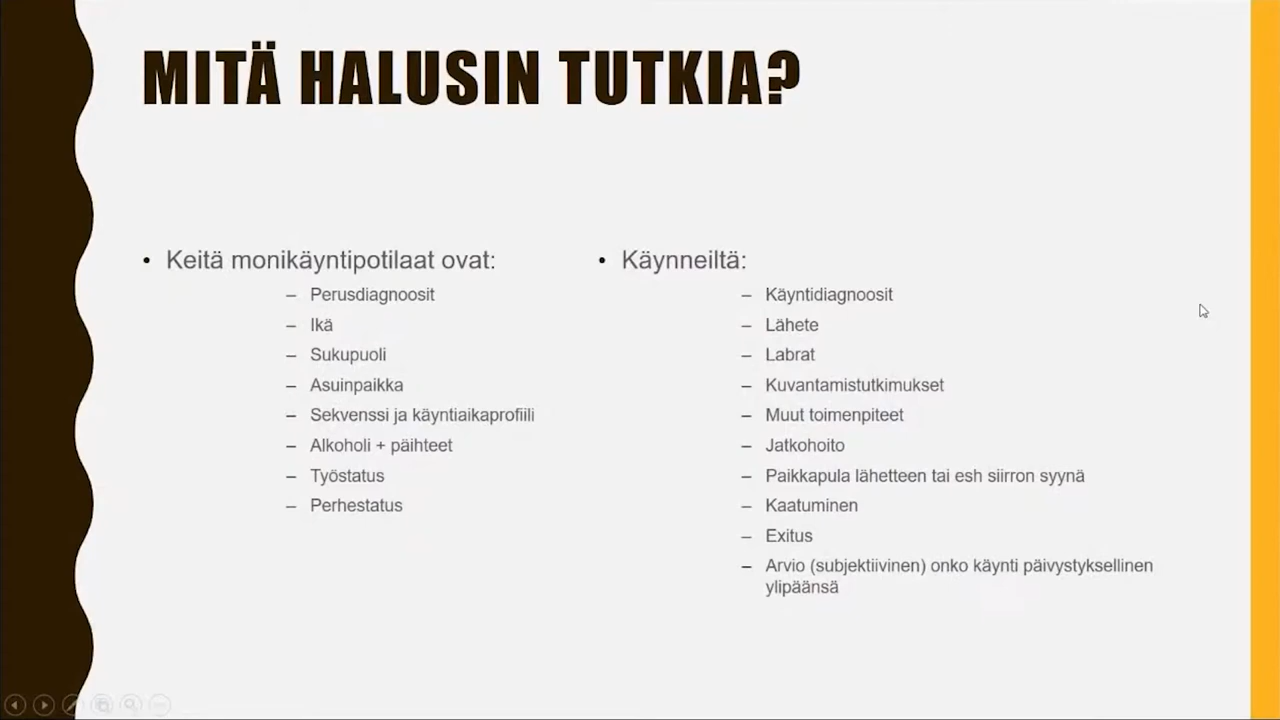 MITÄ HALUSIN TUTKIA?
• Keitä monikäyntipotilaat ovat:
– Perusdiagnoosit
– Ikä
– Sukupuoli
– Asuinpaikka
– Sekvenssi ja käyntiaikaprofiili
– Alkoholi + päihteet
– Työstatus
– Perhestatus
• Käynneiltä:
– Käyntidiagnoosit
– Lähete
– Labrat
– Kuvantamistutkimukset
– Muut toimenpiteet
– Jatkohoito
– Paikkapula lähetteen tai esh siirron syynä
– Kaatuminen
– Exitus
– Arvio (subjektiivinen) onko käynti päivystyksellinen
ylipäänsä